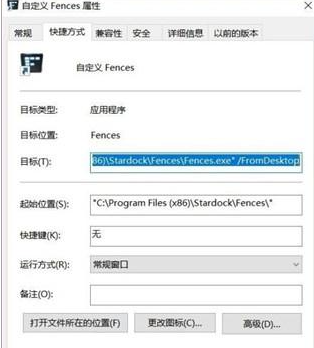 自定义 Fences 属性
常规 快捷方式 兼容性 安全 详细信息 以前的版本
自定义 Fences
目标类型: 应用程序
目标位置: Fences
目标(T): 86)\Stardock\Fences\Fences.exe" /FromDesktop
起始位置(S): "C:\Program Files (x86)\Stardock\Fences\"
快捷键(K): 无
运行方式(R): 常规窗口
备注(O):
打开文件所在的位置(F) 更改图标(C)... 高级(D)...